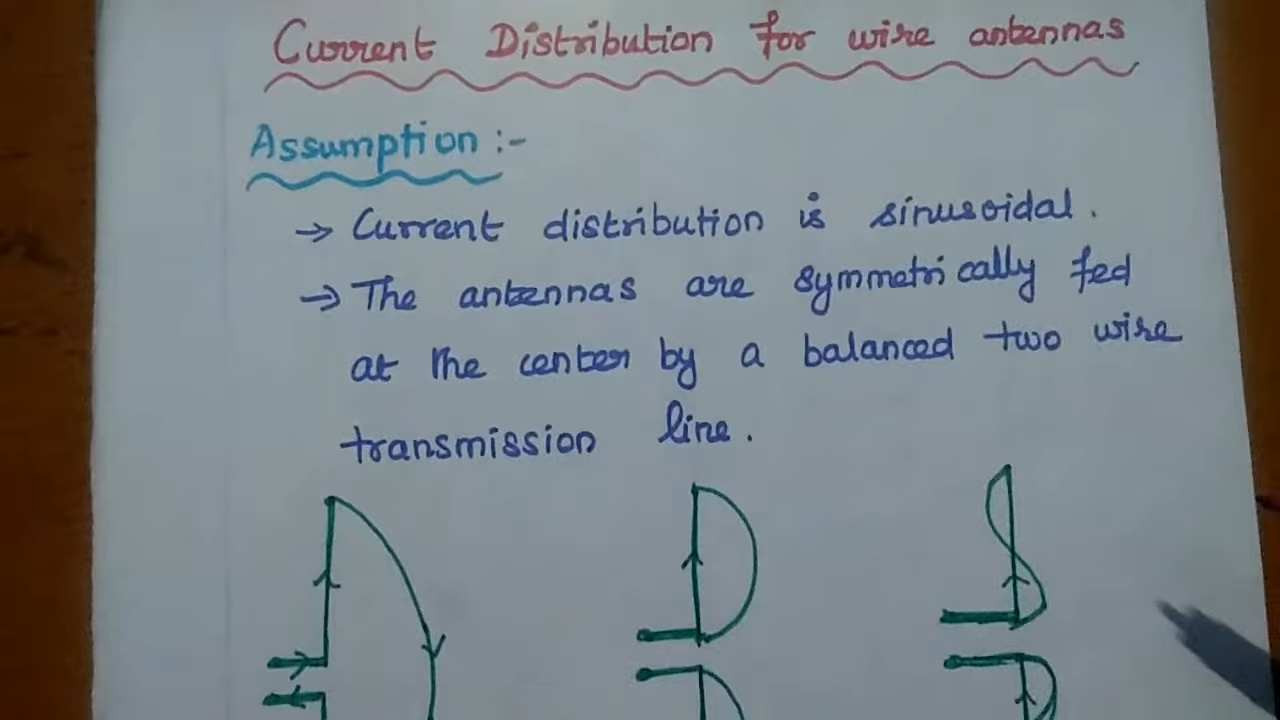 Current Distribution for wire antennas
Assumption :-
→ Current distribution is sinusoidal.
→ The antennas are symmetrically fed
at the center by a balanced two wire
transmission line.